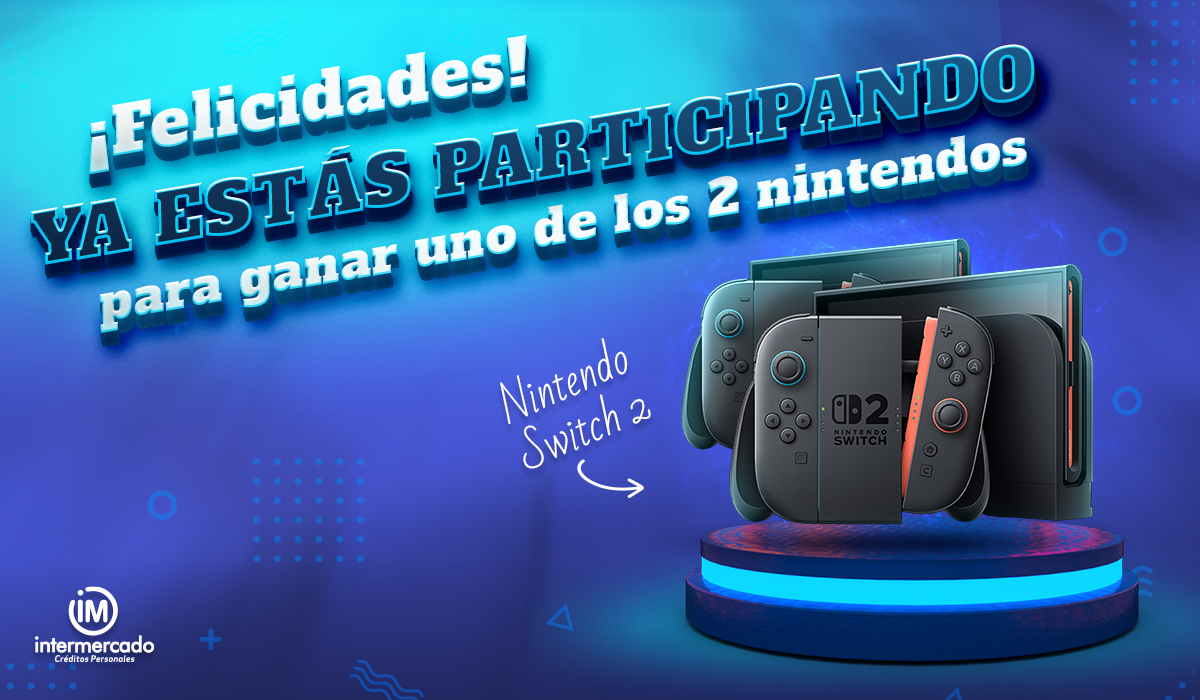 ¡Felicidades!
YA ESTÁS PARTICIPANDO
para ganar uno de los 2 nintendos
Nintendo
Switch 2
2
NINTENDO
SWITCH
X
Y
A
B
C
iM
intermercado
Créditos Personales